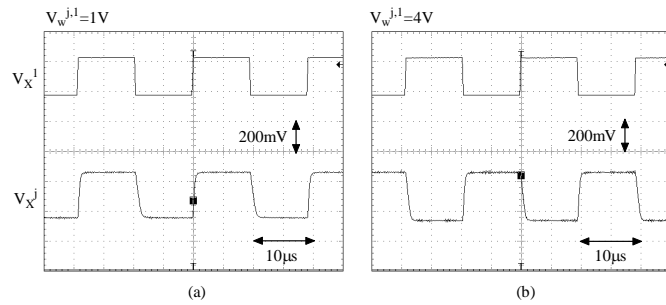 V_w^{j,1}=1V
V_w^{j,1}=4V
V_X^1
200mV
200mV
V_X^j
10μs
10μs
(a)
(b)